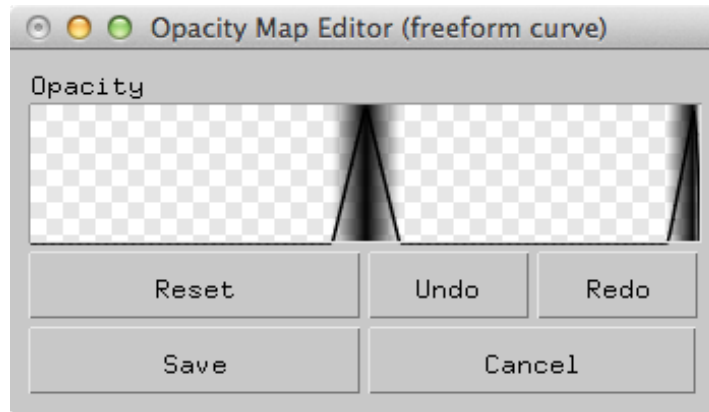 Opacity Map Editor (freeform curve)
Opacity
Reset Undo Redo
Save Cancel